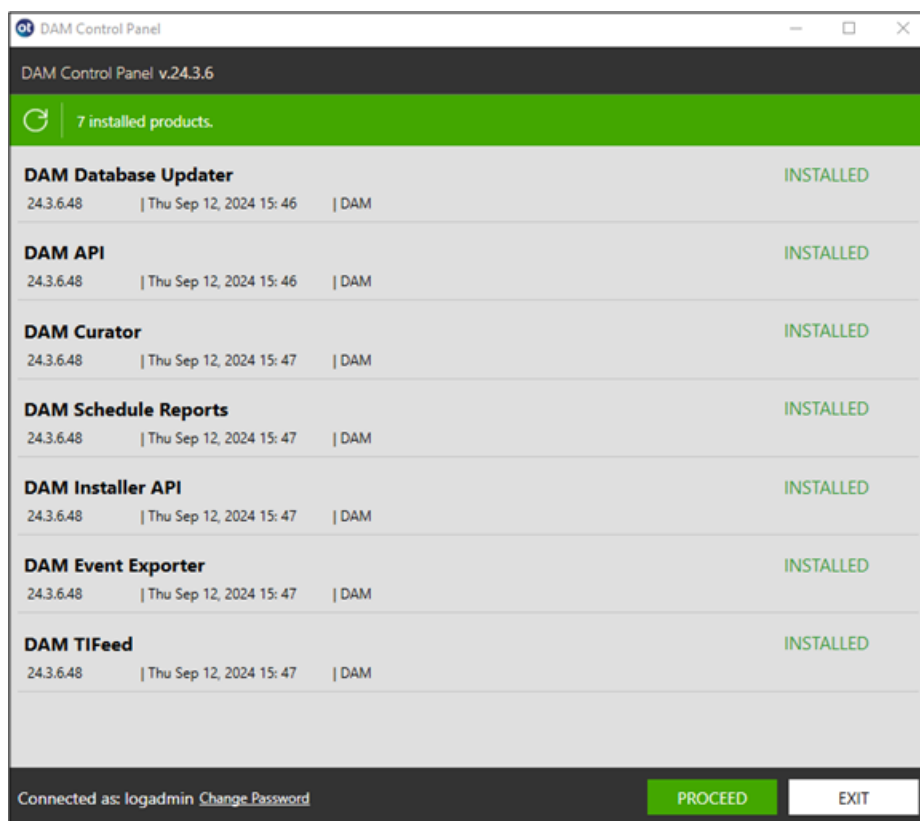 ot DAM Control Panel
DAM Control Panel v.24.3.6
7 installed products.
DAM Database Updater INSTALLED
24.3.6.48 | Thu Sep 12, 2024 15: 46 | DAM
DAM API INSTALLED
24.3.6.48 | Thu Sep 12, 2024 15: 46 | DAM
DAM Curator INSTALLED
24.3.6.48 | Thu Sep 12, 2024 15: 47 | DAM
DAM Schedule Reports INSTALLED
24.3.6.48 | Thu Sep 12, 2024 15: 47 | DAM
DAM Installer API INSTALLED
24.3.6.48 | Thu Sep 12, 2024 15: 47 | DAM
DAM Event Exporter INSTALLED
24.3.6.48 | Thu Sep 12, 2024 15: 47 | DAM
DAM TIFeed INSTALLED
24.3.6.48 | Thu Sep 12, 2024 15: 47 | DAM
Connected as: logadmin Change Password PROCEED EXIT